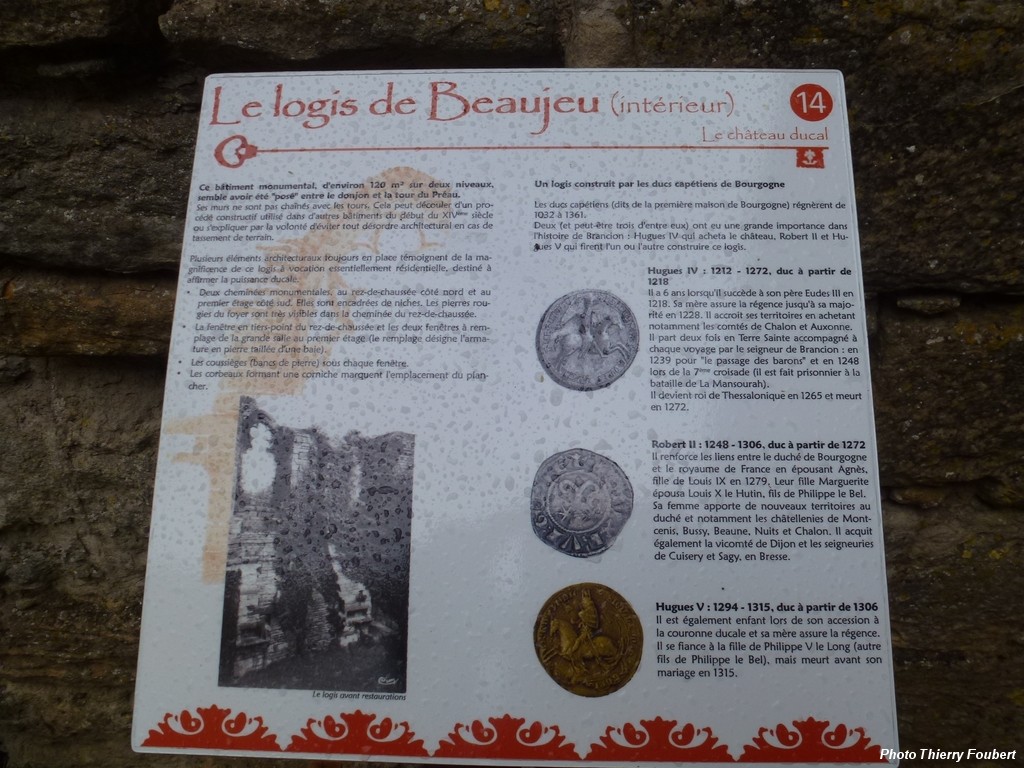 Le logis de Beaujeu (intérieur)
14
Le château ducal
Ce bâtiment monumental, d'environ 120 m² sur deux niveaux,
semble avoir été "posé" entre le donjon et la tour du Préau.
Ses murs ne sont pas chaînés avec les tours. Cela peut découler d'un pro-
cédé constructif utilisé dans d'autres bâtiments du début du XIVème siècle
ou s'expliquer par la volonté d'éviter tout désordre architectural en cas de
tassement de terrain.
Plusieurs éléments architecturaux toujours en place témoignent de la ma-
gnificence de ce logis à vocation essentiellement résidentielle, destiné à
affirmer la puissance ducale.
• Deux cheminées monumentales, au rez-de-chaussée côté nord et au
premier étage côté sud. Elles sont encadrées de niches. Les pierres rou-
gies du foyer sont très visibles dans la cheminée du rez-de-chaussée.
• La fenêtre en tiers-point du rez-de-chaussée et les deux fenêtres à rem-
plage de la grande salle au premier étage (le remplage désigne l'arma-
ture en pierre taillée d'une baie).
• Les coussièges (bancs de pierre) sous chaque fenêtre.
• Les corbeaux formant une corniche marquent l'emplacement du plan-
cher.
Le logis avant restaurations
Un logis construit par les ducs capétiens de Bourgogne
Les ducs capétiens (dits de la première maison de Bourgogne) régnèrent de
1032 à 1361.
Deux (et peut-être trois d'entre eux) ont eu une grande importance dans
l'histoire de Brancion : Hugues IV qui acheta le château, Robert II et Hu-
gues V qui firent l'un ou l'autre construire ce logis.
Hugues IV : 1212 - 1272, duc à partir de
1218
Il a 6 ans lorsqu'il succède à son père Eudes III en
1218. Sa mère assure la régence jusqu'à sa majo-
rité en 1228. Il accroit ses territoires en achetant
notamment les comtés de Chalon et Auxonne.
Il part deux fois en Terre Sainte accompagné à
chaque voyage par le seigneur de Brancion : en
1239 pour "le passage des barons" et en 1248
lors de la 7ème croisade (il est fait prisonnier à la
bataille de La Mansourah).
Il devient roi de Thessalonique en 1265 et meurt
en 1272.
Robert II : 1248 - 1306, duc à partir de 1272
Il renforce les liens entre le duché de Bourgogne
et le royaume de France en épousant Agnès,
fille de Louis IX en 1279. Leur fille Marguerite
épousa Louis X le Hutin, fils de Philippe le Bel.
Sa femme apporte de nouveaux territoires au
duché et notamment les châtellenies de Mont-
cenis, Bussy, Beaune, Nuits et Chalon. Il acquit
également la vicomté de Dijon et les seigneuries
de Cuisery et Sagy, en Bresse.
Hugues V : 1294 - 1315, duc à partir de 1306
Il est également enfant lors de son accession à
la couronne ducale et sa mère assure la régence.
Il se fiance à la fille de Philippe V le Long (autre
fils de Philippe le Bel), mais meurt avant son
mariage en 1315.
Photo Thierry Foubert